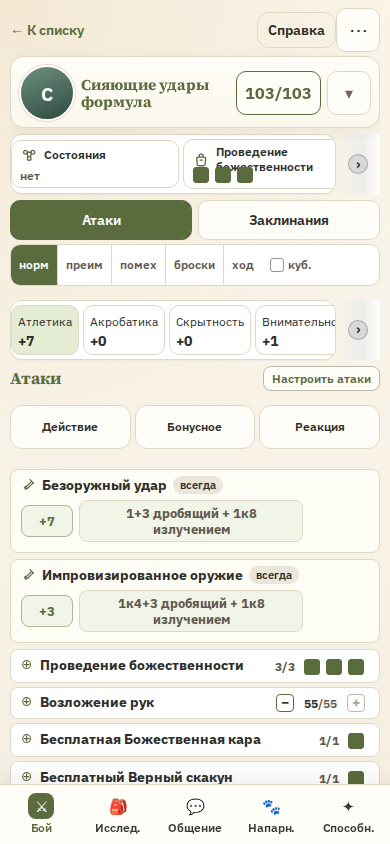 ← К списку
Справка
...
С
Сияющие удары
формула
103/103
▼
Состояния
нет
Проведение
божественности
›
Атаки
Заклинания
норм
преим
помех
броски
ход
куб.
Атлетика
+7
Акробатика
+0
Скрытность
+0
Внимательно
+1
›
Атаки
Настроить атаки
Действие
Бонусное
Реакция
Безоружный удар
всегда
+7
1+3 дробящий + 1к8
излучением
Импровизированное оружие
всегда
+3
1к4+3 дробящий + 1к8
излучением
Проведение божественности
3/3
Возложение рук
−
55/55
+
Бесплатная Божественная кара
1/1
Бесплатный Верный скакун
1/1
Бой
Исслед.
Общение
Напарн.
Способн.